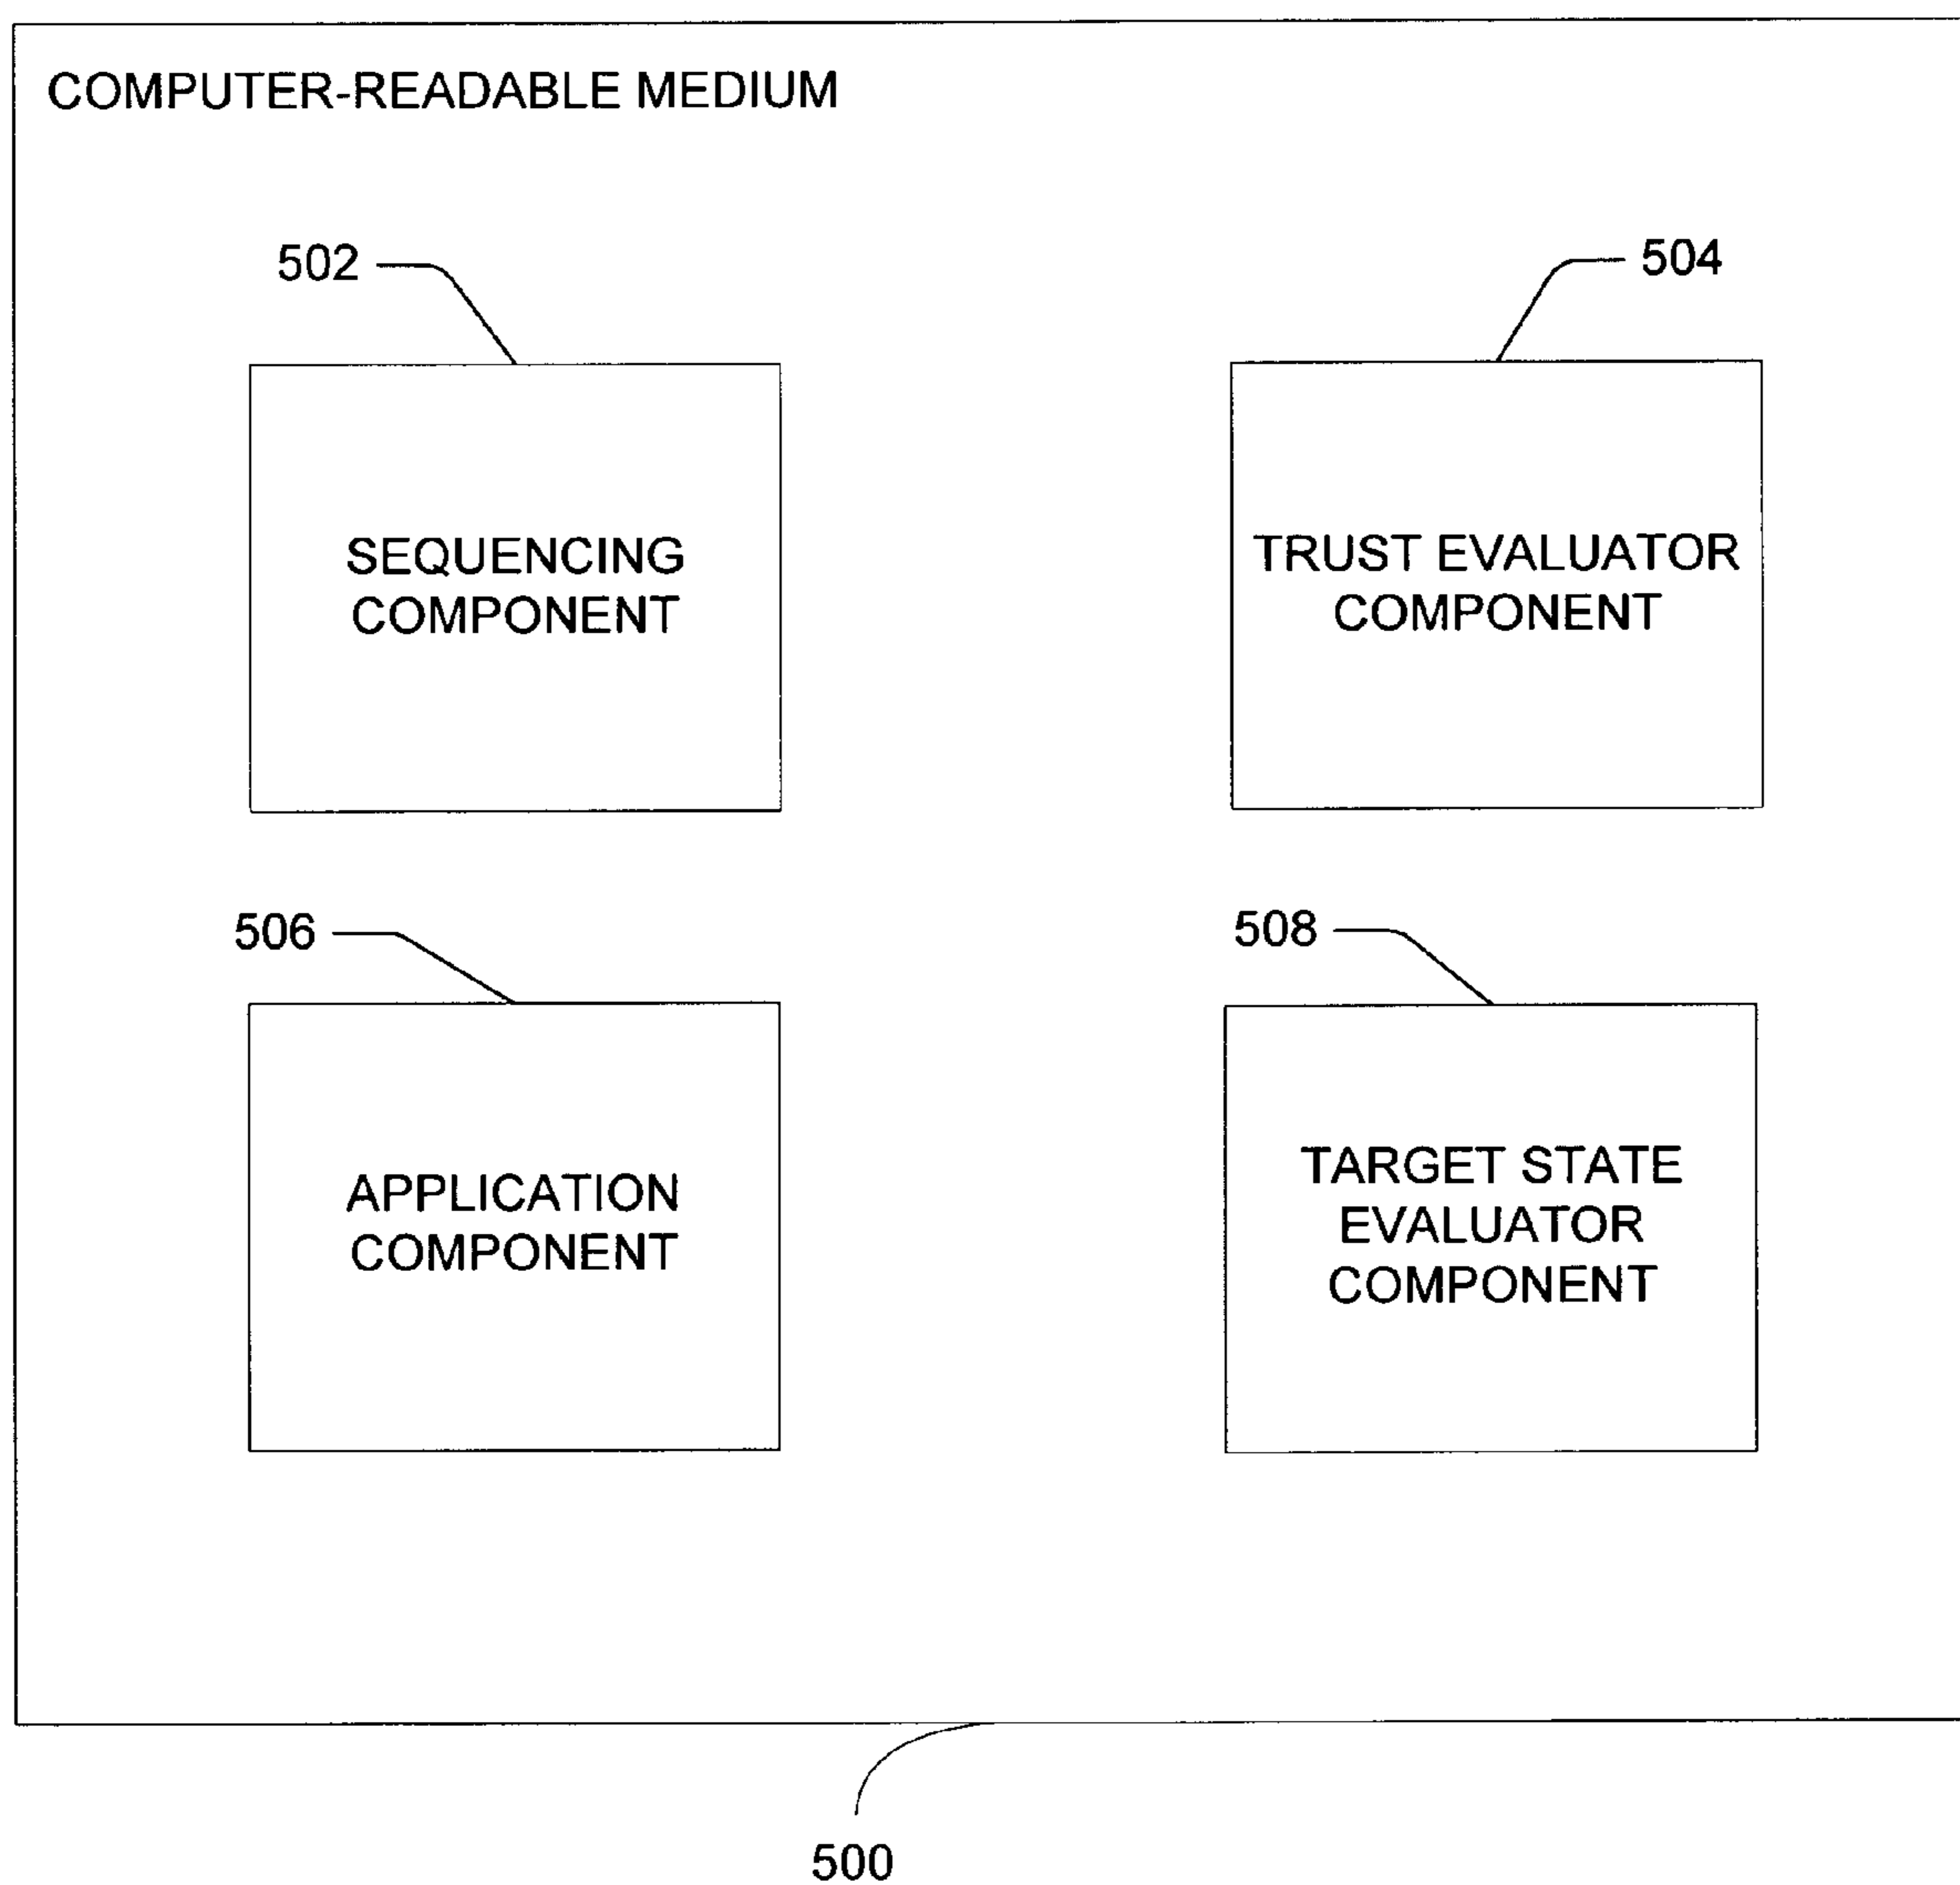 COMPUTER-READABLE MEDIUM
502
504
SEQUENCING
COMPONENT
TRUST EVALUATOR
COMPONENT
506
508
APPLICATION
COMPONENT
TARGET STATE
EVALUATOR
COMPONENT
500